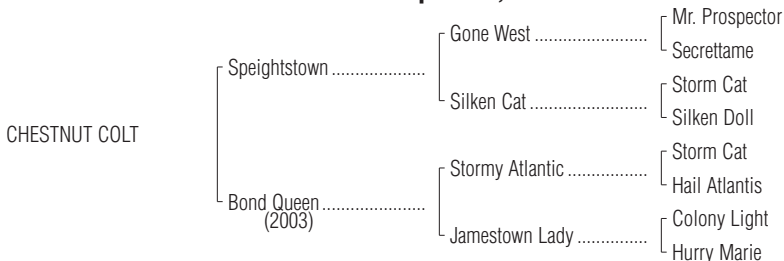 Mr. Prospector
Gone West ..........................
Secrettame
Speightstown ......................
Storm Cat
Silken Cat ...........................
Silken Doll
CHESTNUT COLT
Storm Cat
Stormy Atlantic ..................
Hail Atlantis
Bond Queen ........................
(2003)
Colony Light
Jamestown Lady ................
Hurry Marie